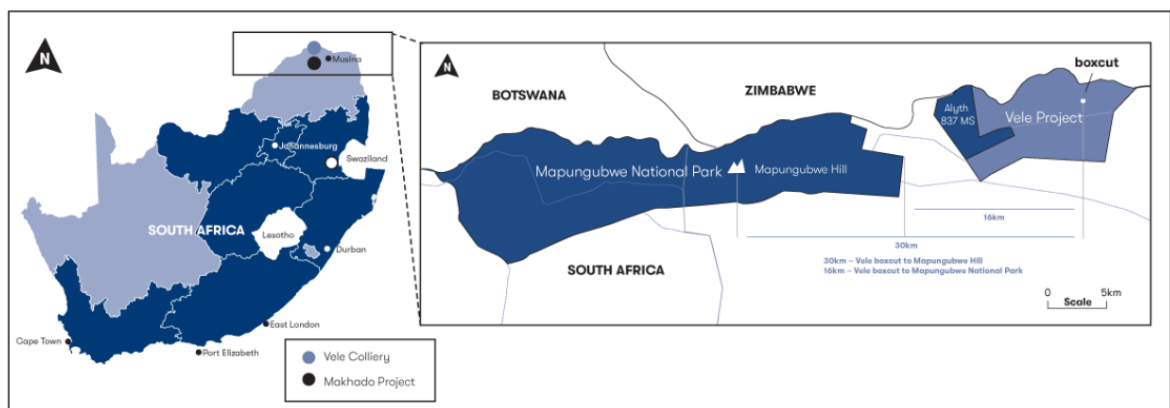 N
Musina
Johannesburg
Swaziland
SOUTH AFRICA
Lesotho
Durban
East London
Cape Town
Port Elizabeth
Vele Colliery
Makhado Project
N
BOTSWANA
ZIMBABWE
boxcut
Alyth
837 MS
Vele Project
Mapungubwe National Park
Mapungubwe Hill
16km
30km
SOUTH AFRICA
30km – Vele boxcut to Mapungubwe Hill
16km – Vele boxcut to Mapungubwe National Park
0 5km
Scale